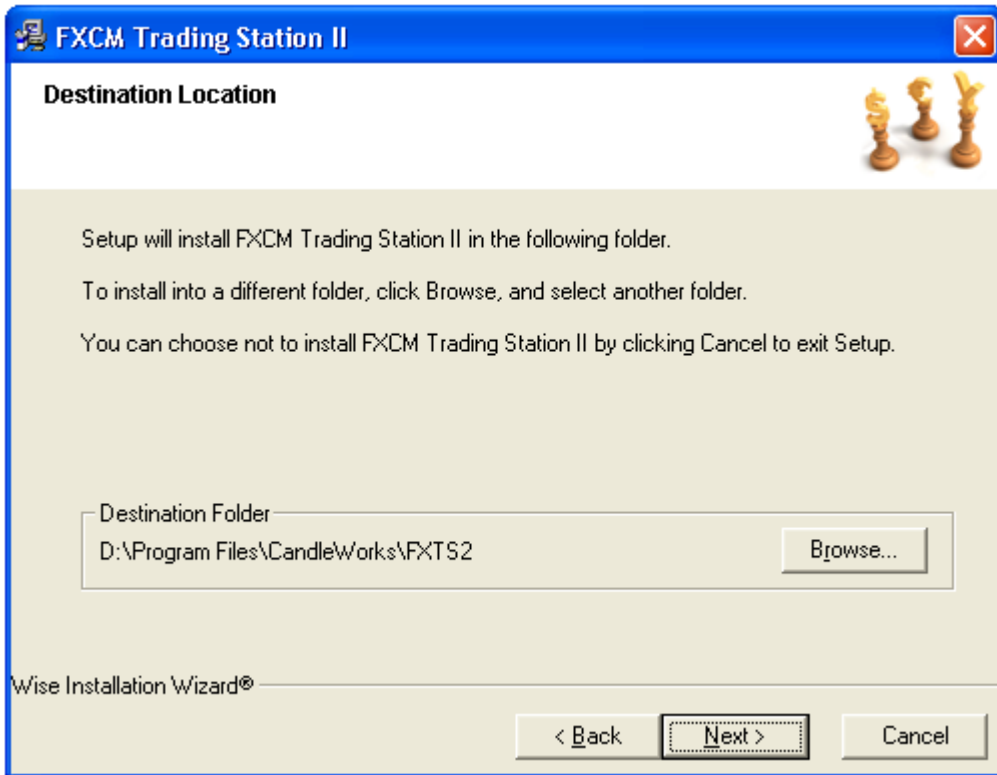 FXCM Trading Station II
Destination Location
$ € ¥
Setup will install FXCM Trading Station II in the following folder.
To install into a different folder, click Browse, and select another folder.
You can choose not to install FXCM Trading Station II by clicking Cancel to exit Setup.
Destination Folder
D:\Program Files\CandleWorks\FXTS2
Browse...
Wise Installation Wizard®
< Back
Next >
Cancel